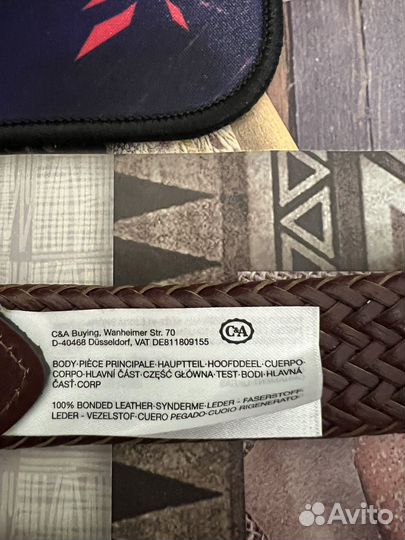 C&A Buying, Wanheimer Str. 70
D-40468 Düsseldorf, VAT DE811809155
C&A
BODY·PIÈCE PRINCIPALE·HAUPTTEIL·HOOFDDEEL·CUERPO·
CORPO·HLAVNÍ ČÁST·CZĘŚĆ GŁÓWNA·TEST·BODI·HLAVNÁ
ČASŤ·CORP
100% BONDED LEATHER·SYNDERME·LEDER - FASERSTOFF·
LEDER - VEZELSTOF·CUERO PEGADO·CUOIO RIGENERATO·
Avito